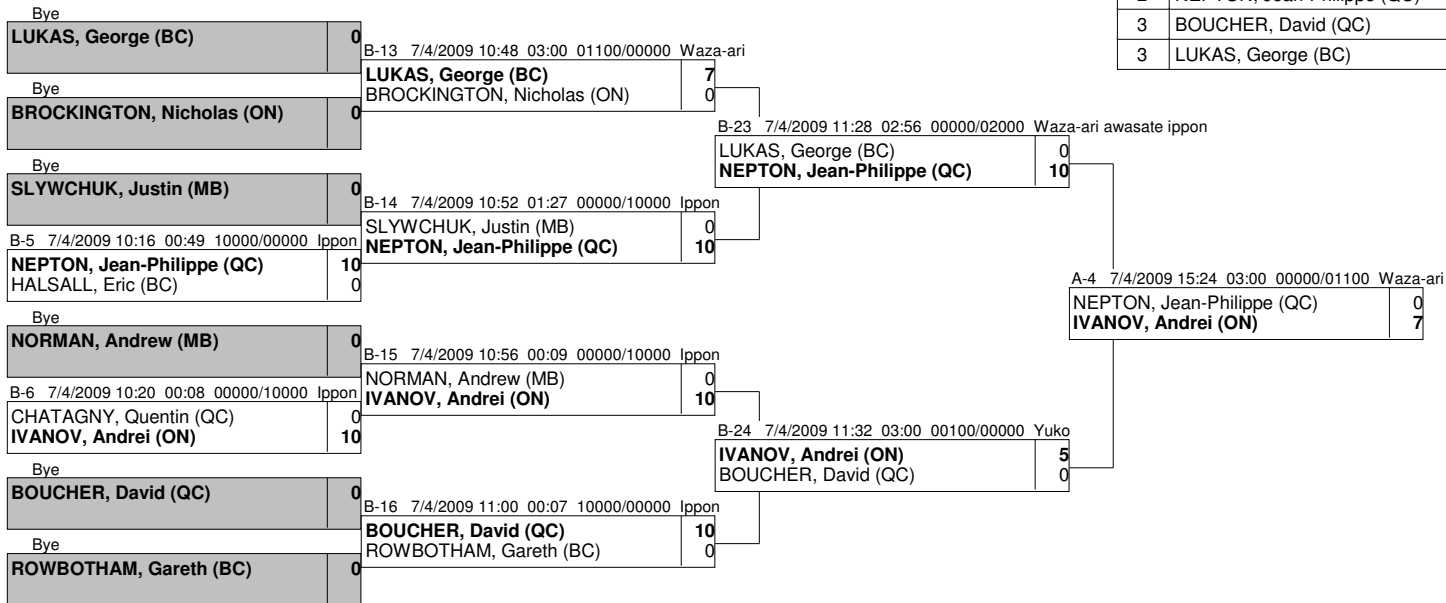 Bye
LUKAS, George (BC) 0
Bye
BROCKINGTON, Nicholas (ON) 0
Bye
SLYWCHUK, Justin (MB) 0
B-5 7/4/2009 10:16 00:49 10000/00000 Ippon
NEPTON, Jean-Philippe (QC) 10
HALSALL, Eric (BC) 0
Bye
NORMAN, Andrew (MB) 0
B-6 7/4/2009 10:20 00:08 00000/10000 Ippon
CHATAGNY, Quentin (QC) 0
IVANOV, Andrei (ON) 10
Bye
BOUCHER, David (QC) 0
Bye
ROWBOTHAM, Gareth (BC) 0
B-13 7/4/2009 10:48 03:00 01100/00000 Waza-ari
LUKAS, George (BC) 7
BROCKINGTON, Nicholas (ON) 0
B-14 7/4/2009 10:52 01:27 00000/10000 Ippon
SLYWCHUK, Justin (MB) 0
NEPTON, Jean-Philippe (QC) 10
B-15 7/4/2009 10:56 00:09 00000/10000 Ippon
NORMAN, Andrew (MB) 0
IVANOV, Andrei (ON) 10
B-16 7/4/2009 11:00 00:07 10000/00000 Ippon
BOUCHER, David (QC) 10
ROWBOTHAM, Gareth (BC) 0
B-23 7/4/2009 11:28 02:56 00000/02000 Waza-ari awasate ippon
LUKAS, George (BC) 0
NEPTON, Jean-Philippe (QC) 10
B-24 7/4/2009 11:32 03:00 00100/00000 Yuko
IVANOV, Andrei (ON) 5
BOUCHER, David (QC) 0
A-4 7/4/2009 15:24 03:00 00000/01100 Waza-ari
NEPTON, Jean-Philippe (QC) 0
IVANOV, Andrei (ON) 7
2 NEPTON, Jean-Philippe (QC)
3 BOUCHER, David (QC)
3 LUKAS, George (BC)